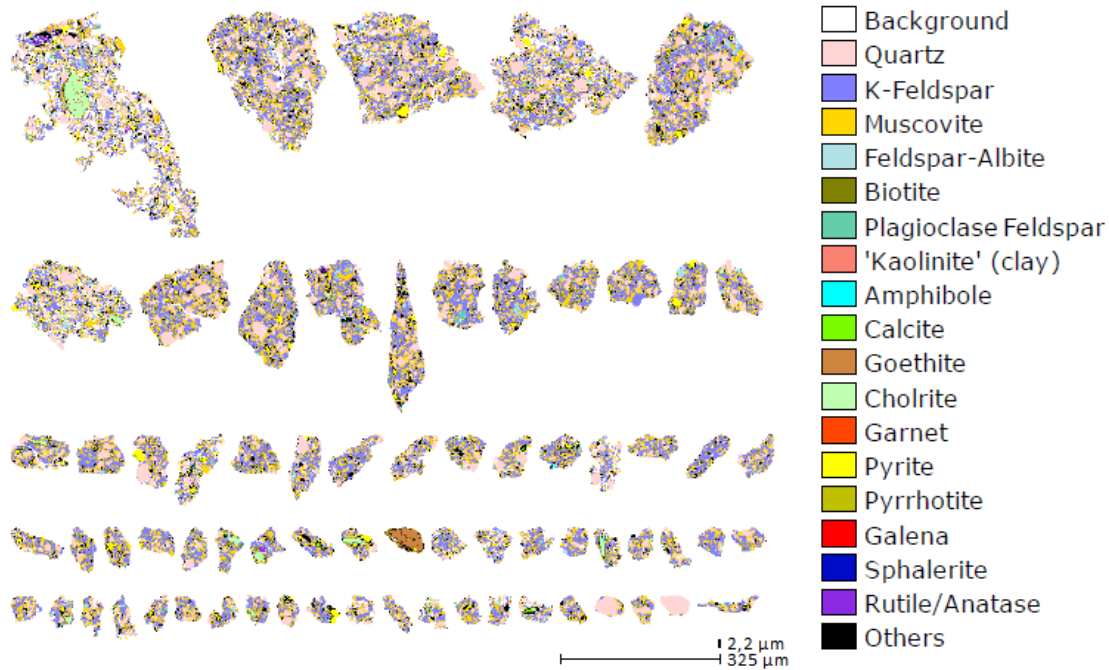 Background
Quartz
K-Feldspar
Muscovite
Feldspar-Albite
Biotite
Plagioclase Feldspar
'Kaolinite' (clay)
Amphibole
Calcite
Goethite
Cholrite
Garnet
Pyrite
Pyrrhotite
Galena
Sphalerite
Rutile/Anatase
Others
2,2 µm
325 µm